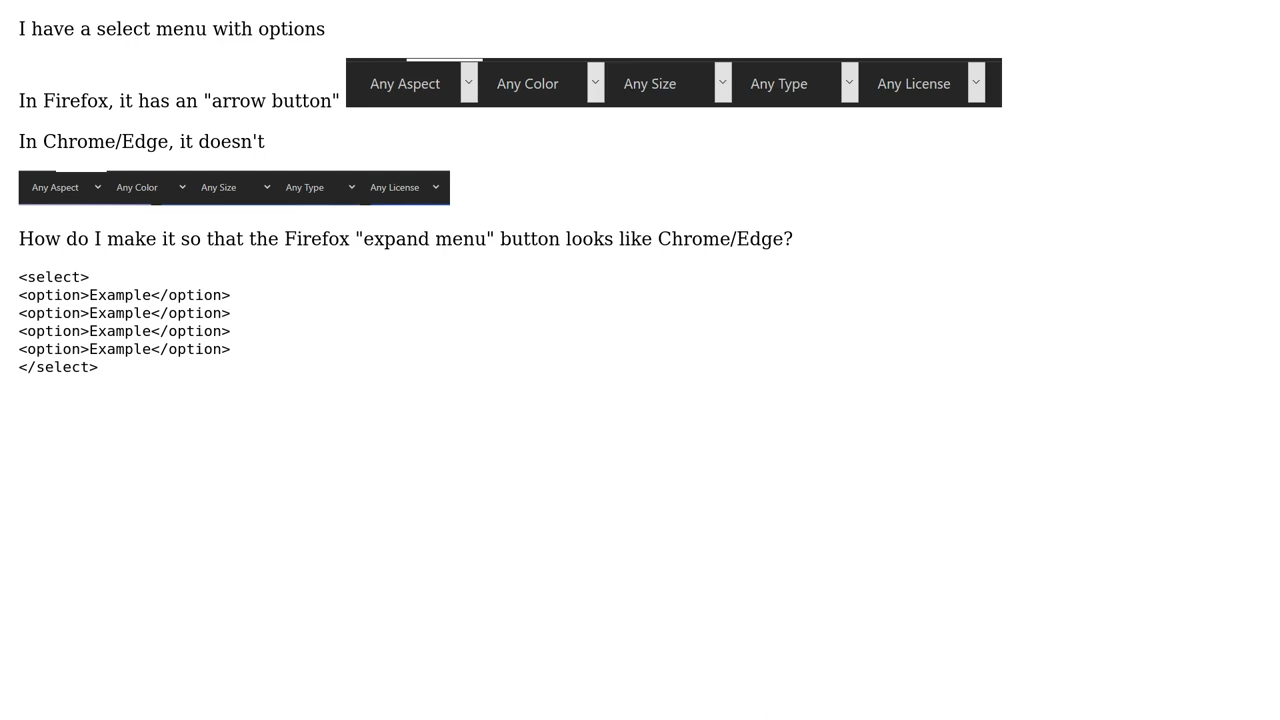 I have a select menu with options
In Firefox, it has an "arrow button"
Any Aspect Any Color Any Size Any Type Any License
In Chrome/Edge, it doesn't
Any Aspect Any Color Any Size Any Type Any License
How do I make it so that the Firefox "expand menu" button looks like Chrome/Edge?
<select>
<option>Example</option>
<option>Example</option>
<option>Example</option>
<option>Example</option>
</select>